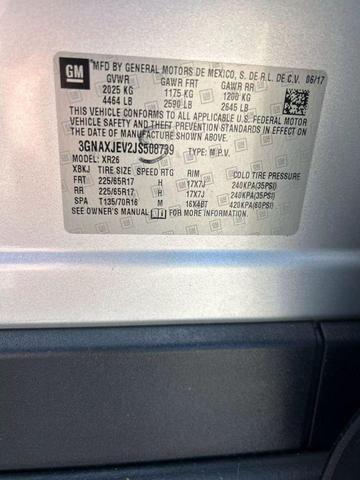 GM
MFD BY GENERAL MOTORS DE MEXICO, S. DE R.L. DE C.V. 06/17
GVWR GAWR FRT GAWR RR
2025 KG 1175 KG 1200 KG
4464 LB 2590 LB 2645 LB
THIS VEHICLE CONFORMS TO ALL APPLICABLE U.S. FEDERAL MOTOR
VEHICLE SAFETY AND THEFT PREVENTION STANDARDS IN EFFECT ON
THE DATE OF MANUFACTURE SHOWN ABOVE.
3GNAXJEV2JS508739 TYPE: M.P.V.
MODEL: XR26
XBKJ TIRE SIZE SPEED RTG RIM COLD TIRE PRESSURE
FRT 225/65R17 H 17X7J 240KPA(35PSI)
RR 225/65R17 H 17X7J 240KPA(35PSI)
SPA T135/70R16 M 16X4BT 420KPA(60PSI)
SEE OWNER'S MANUAL FOR MORE INFORMATION.